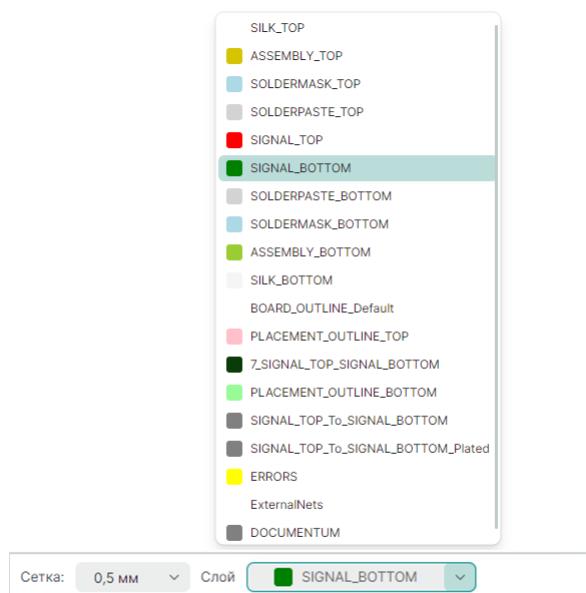 SILK_TOP
ASSEMBLY_TOP
SOLDERMASK_TOP
SOLDERPASTE_TOP
SIGNAL_TOP
SIGNAL_BOTTOM
SOLDERPASTE_BOTTOM
SOLDERMASK_BOTTOM
ASSEMBLY_BOTTOM
SILK_BOTTOM
BOARD_OUTLINE_Default
PLACEMENT_OUTLINE_TOP
7_SIGNAL_TOP_SIGNAL_BOTTOM
PLACEMENT_OUTLINE_BOTTOM
SIGNAL_TOP_To_SIGNAL_BOTTOM
SIGNAL_TOP_To_SIGNAL_BOTTOM_Plated
ERRORS
ExternalNets
DOCUMENTUM
Сетка: 0,5 мм Слой SIGNAL_BOTTOM